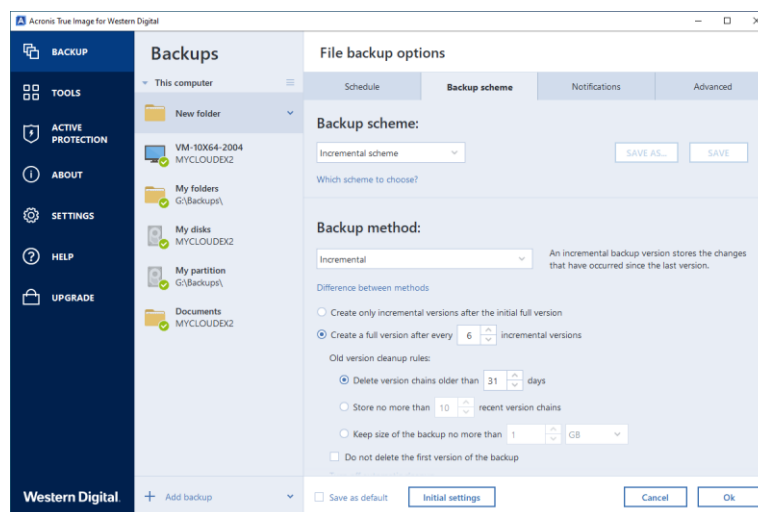 Acronis True Image for Western Digital
BACKUP
TOOLS
ACTIVE
PROTECTION
ABOUT
SETTINGS
HELP
UPGRADE
Western Digital.
Backups
This computer
New folder
VM-10X64-2004
MYCLOUDEX2
My folders
G:\Backups\
My disks
MYCLOUDEX2
My partition
G:\Backups\
Documents
MYCLOUDEX2
+ Add backup
File backup options
Schedule
Backup scheme
Notifications
Advanced
Backup scheme:
Incremental scheme
SAVE AS...
SAVE
Which scheme to choose?
Backup method:
Incremental
An incremental backup version stores the changes
that have occurred since the last version.
Difference between methods
Create only incremental versions after the initial full version
Create a full version after every 6 incremental versions
Old version cleanup rules:
Delete version chains older than 31 days
Store no more than 10 recent version chains
Keep size of the backup no more than 1 GB
Do not delete the first version of the backup
Save as default
Initial settings
Cancel
Ok